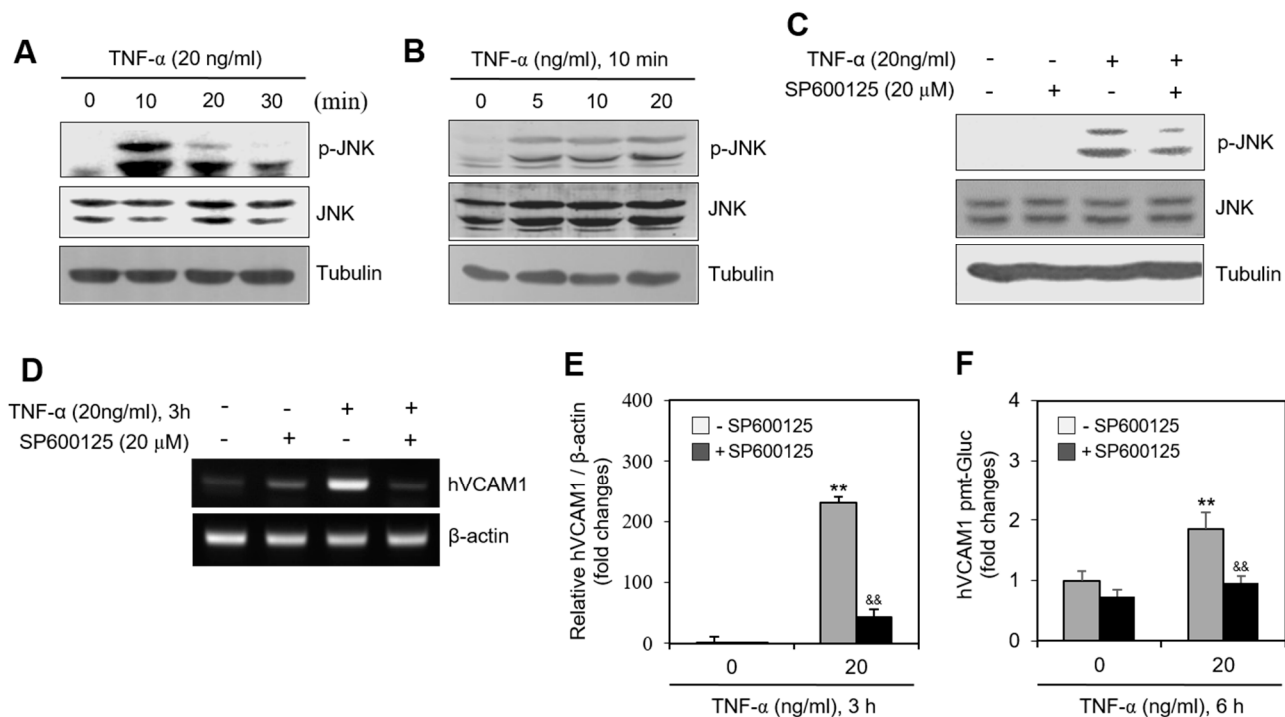 A
TNF-α (20 ng/ml)
0 10 20 30 (min)
p-JNK
JNK
Tubulin
B
TNF-α (ng/ml), 10 min
0 5 10 20
p-JNK
JNK
Tubulin
C
TNF-α (20ng/ml) - - + +
SP600125 (20 μM) - + - +
p-JNK
JNK
Tubulin
D
TNF-α (20ng/ml), 3h - - + +
SP600125 (20 μM) - + - +
hVCAM1
β-actin
E
Relative hVCAM1 / β-actin
(fold changes)
400
300
200
100
0
- SP600125
+ SP600125
**
&&
0 20
TNF-α (ng/ml), 3 h
F
hVCAM1 pmt-Gluc
(fold changes)
4
3
2
1
0
- SP600125
+ SP600125
**
&&
0 20
TNF-α (ng/ml), 6 h